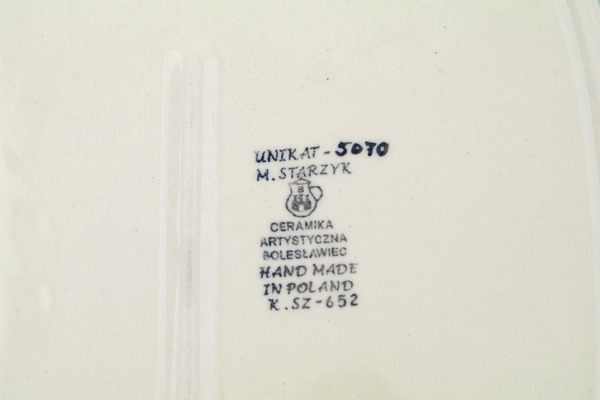 UNIKAT - 5070
M. STARZYK
B
CERAMIKA
ARTYSTYCZNA
BOLESŁAWIEC
HAND MADE
IN POLAND
K. SZ - 652